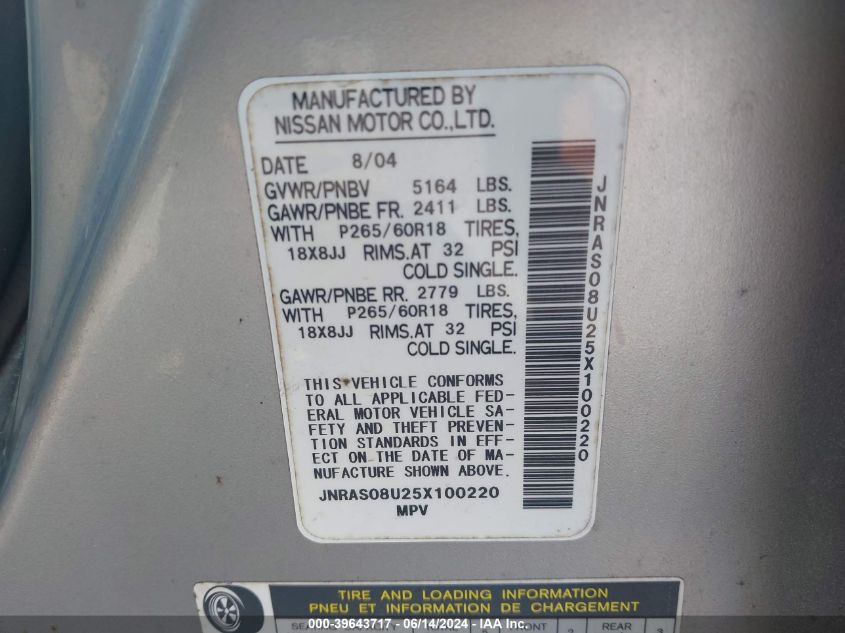 MANUFACTURED BY
NISSAN MOTOR CO.,LTD.
DATE 8/04
GVWR/PNBV 5164 LBS.
GAWR/PNBE FR. 2411 LBS.
WITH P265/60R18 TIRES,
18X8JJ RIMS.AT 32 PSI
COLD SINGLE.
GAWR/PNBE RR. 2779 LBS.
WITH P265/60R18 TIRES,
18X8JJ RIMS.AT 32 PSI
COLD SINGLE.
THIS VEHICLE CONFORMS
TO ALL APPLICABLE FED-
ERAL MOTOR VEHICLE SA-
FETY AND THEFT PREVEN-
TION STANDARDS IN EFF-
ECT ON THE DATE OF MA-
NUFACTURE SHOWN ABOVE.
JNRAS08U25X100220
MPV
JNRAS08U25X100220
TIRE AND LOADING INFORMATION
PNEU ET INFORMATION DE CHARGEMENT
REAR
000-39643717 - 06/14/2024 - IAA Inc.